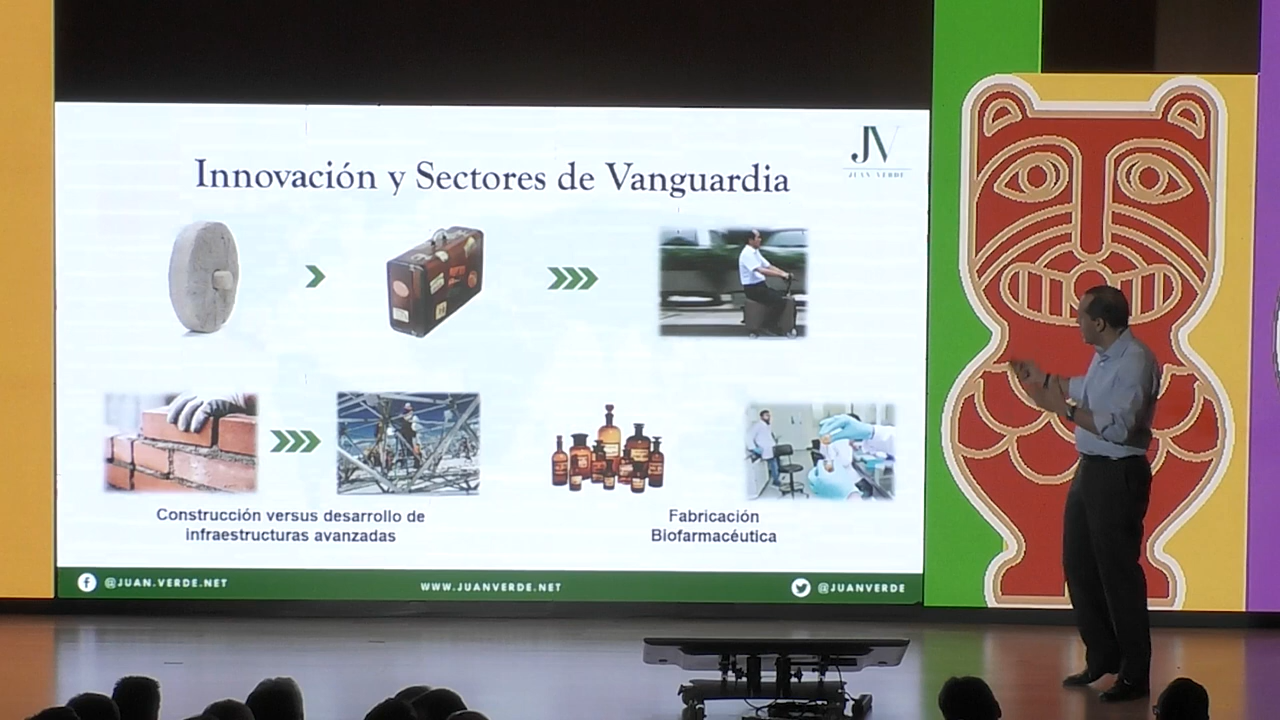 JV
JUAN VERDE
Innovación y Sectores de Vanguardia
Construcción versus desarrollo de
infraestructuras avanzadas
Fabricación
Biofarmacéutica
@JUAN.VERDE.NET
WWW.JUANVERDE.NET
@JUANVERDE